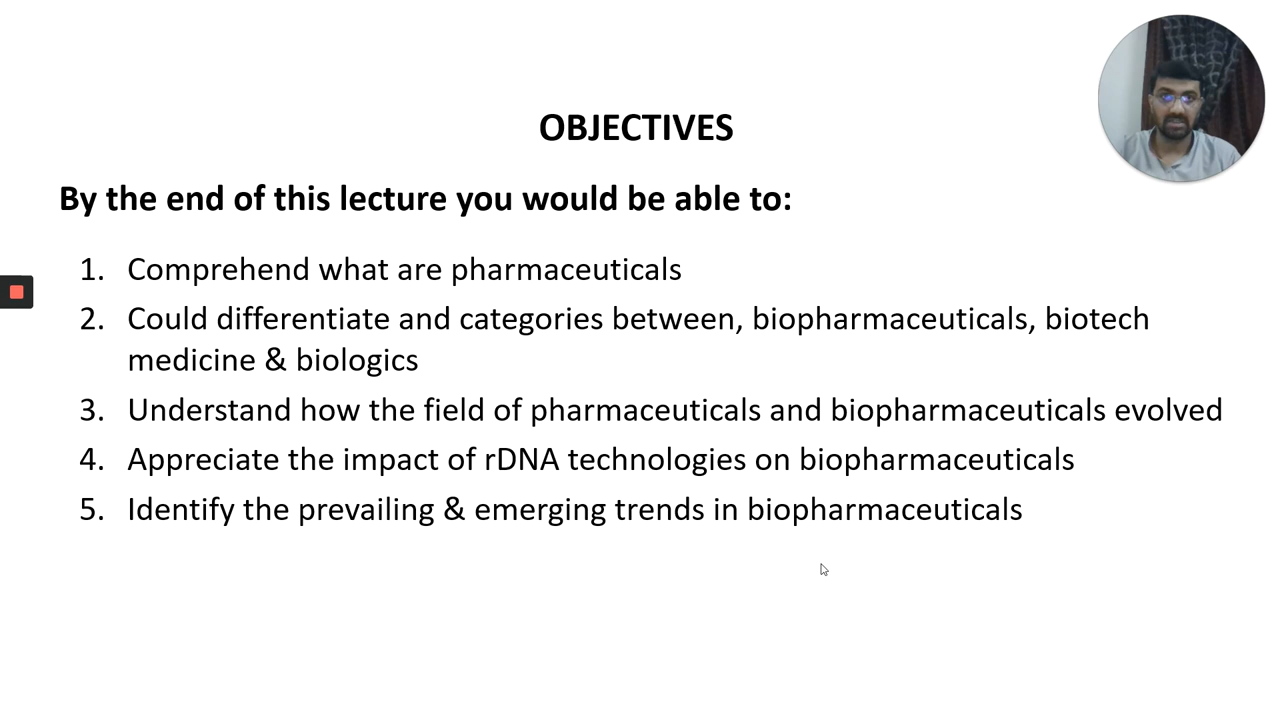 OBJECTIVES
By the end of this lecture you would be able to:
1. Comprehend what are pharmaceuticals
2. Could differentiate and categories between, biopharmaceuticals, biotech
medicine & biologics
3. Understand how the field of pharmaceuticals and biopharmaceuticals evolved
4. Appreciate the impact of rDNA technologies on biopharmaceuticals
5. Identify the prevailing & emerging trends in biopharmaceuticals